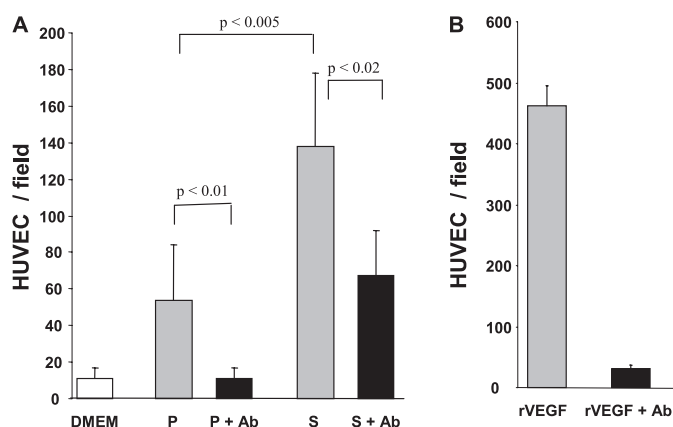 A
HUVEC / field
200
180
160
140
120
100
80
60
40
20
0
p < 0.005
p < 0.02
p < 0.01
DMEM P P + Ab S S + Ab
B
HUVEC / field
600
500
400
300
200
100
0
rVEGF rVEGF + Ab